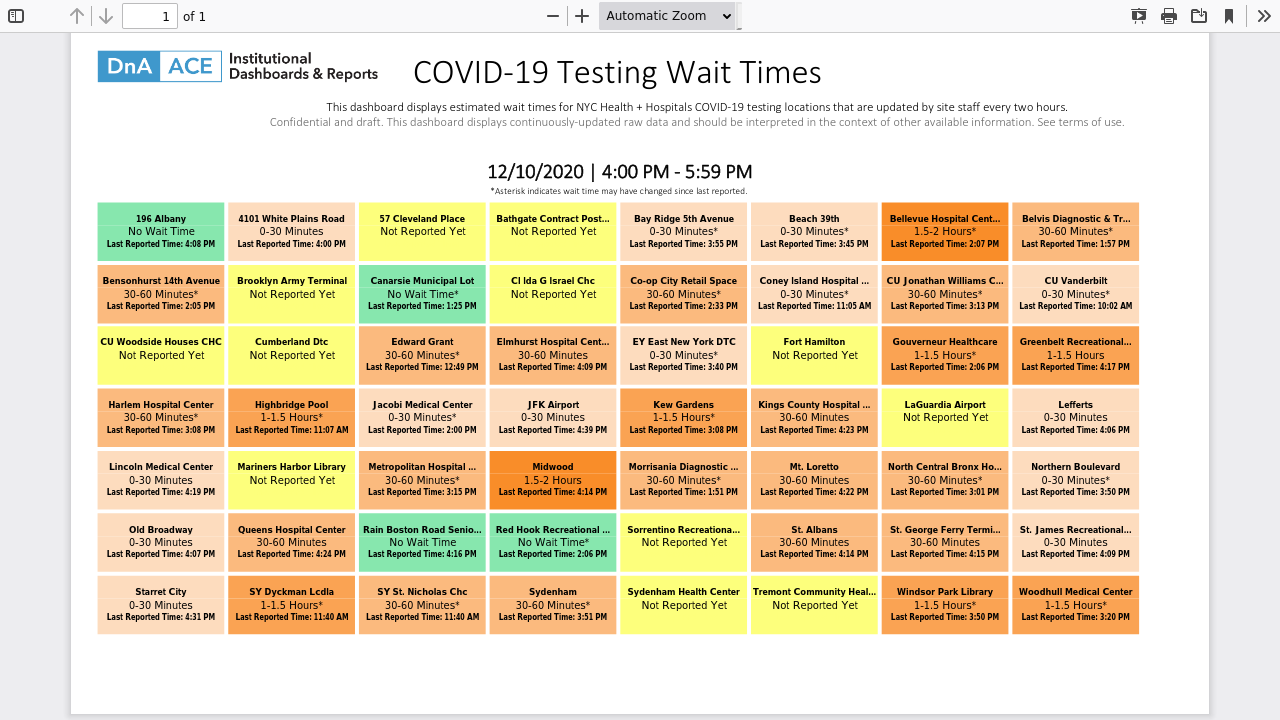 1 of 1 Automatic Zoom
DnA ACE Institutional
Dashboards & Reports
COVID-19 Testing Wait Times
This dashboard displays estimated wait times for NYC Health + Hospitals COVID-19 testing locations that are updated by site staff every two hours.
Confidential and draft. This dashboard displays continuously-updated raw data and should be interpreted in the context of other available information. See terms of use.
12/10/2020 | 4:00 PM - 5:59 PM
*Asterisk indicates wait time may have changed since last reported.
196 Albany
No Wait Time
Last Reported Time: 4:08 PM
4101 White Plains Road
0-30 Minutes
Last Reported Time: 4:00 PM
57 Cleveland Place
Not Reported Yet
Bathgate Contract Post...
Not Reported Yet
Bay Ridge 5th Avenue
0-30 Minutes*
Last Reported Time: 3:55 PM
Beach 39th
0-30 Minutes*
Last Reported Time: 3:45 PM
Bellevue Hospital Cent...
1.5-2 Hours*
Last Reported Time: 2:07 PM
Belvis Diagnostic & Tr...
30-60 Minutes*
Last Reported Time: 1:57 PM
Bensonhurst 14th Avenue
30-60 Minutes*
Last Reported Time: 2:05 PM
Brooklyn Army Terminal
Not Reported Yet
Canarsie Municipal Lot
No Wait Time*
Last Reported Time: 1:25 PM
Cl Ida G Israel Chc
Not Reported Yet
Co-op City Retail Space
30-60 Minutes*
Last Reported Time: 2:33 PM
Coney Island Hospital ...
0-30 Minutes*
Last Reported Time: 11:05 AM
CU Jonathan Williams C...
30-60 Minutes*
Last Reported Time: 3:13 PM
CU Vanderbilt
0-30 Minutes*
Last Reported Time: 10:02 AM
CU Woodside Houses CHC
Not Reported Yet
Cumberland Dtc
Not Reported Yet
Edward Grant
30-60 Minutes*
Last Reported Time: 12:49 PM
Elmhurst Hospital Cent...
30-60 Minutes
Last Reported Time: 4:09 PM
EY East New York DTC
0-30 Minutes*
Last Reported Time: 3:40 PM
Fort Hamilton
Not Reported Yet
Gouverneur Healthcare
1-1.5 Hours*
Last Reported Time: 2:06 PM
Greenbelt Recreational...
1-1.5 Hours
Last Reported Time: 4:17 PM
Harlem Hospital Center
30-60 Minutes*
Last Reported Time: 3:08 PM
Highbridge Pool
1-1.5 Hours*
Last Reported Time: 11:07 AM
Jacobi Medical Center
0-30 Minutes*
Last Reported Time: 2:00 PM
JFK Airport
0-30 Minutes
Last Reported Time: 4:39 PM
Kew Gardens
1-1.5 Hours*
Last Reported Time: 3:08 PM
Kings County Hospital ...
30-60 Minutes
Last Reported Time: 4:23 PM
LaGuardia Airport
Not Reported Yet
Lefferts
0-30 Minutes
Last Reported Time: 4:06 PM
Lincoln Medical Center
0-30 Minutes
Last Reported Time: 4:19 PM
Mariners Harbor Library
Not Reported Yet
Metropolitan Hospital ...
30-60 Minutes*
Last Reported Time: 3:15 PM
Midwood
1.5-2 Hours
Last Reported Time: 4:14 PM
Morrisania Diagnostic ...
30-60 Minutes*
Last Reported Time: 1:51 PM
Mt. Loretto
30-60 Minutes
Last Reported Time: 4:22 PM
North Central Bronx Ho...
30-60 Minutes*
Last Reported Time: 3:01 PM
Northern Boulevard
0-30 Minutes*
Last Reported Time: 3:50 PM
Old Broadway
0-30 Minutes
Last Reported Time: 4:07 PM
Queens Hospital Center
30-60 Minutes
Last Reported Time: 4:24 PM
Rain Boston Road Senio...
No Wait Time
Last Reported Time: 4:16 PM
Red Hook Recreational ...
No Wait Time*
Last Reported Time: 2:06 PM
Sorrentino Recreationa...
Not Reported Yet
St. Albans
30-60 Minutes
Last Reported Time: 4:14 PM
St. George Ferry Termi...
30-60 Minutes
Last Reported Time: 4:15 PM
St. James Recreational...
0-30 Minutes
Last Reported Time: 4:09 PM
Starret City
0-30 Minutes
Last Reported Time: 4:31 PM
SY Dyckman Lcdla
1-1.5 Hours*
Last Reported Time: 11:40 AM
SY St. Nicholas Chc
30-60 Minutes*
Last Reported Time: 11:40 AM
Sydenham
30-60 Minutes*
Last Reported Time: 3:51 PM
Sydenham Health Center
Not Reported Yet
Tremont Community Heal...
Not Reported Yet
Windsor Park Library
1-1.5 Hours*
Last Reported Time: 3:50 PM
Woodhull Medical Center
1-1.5 Hours*
Last Reported Time: 3:20 PM